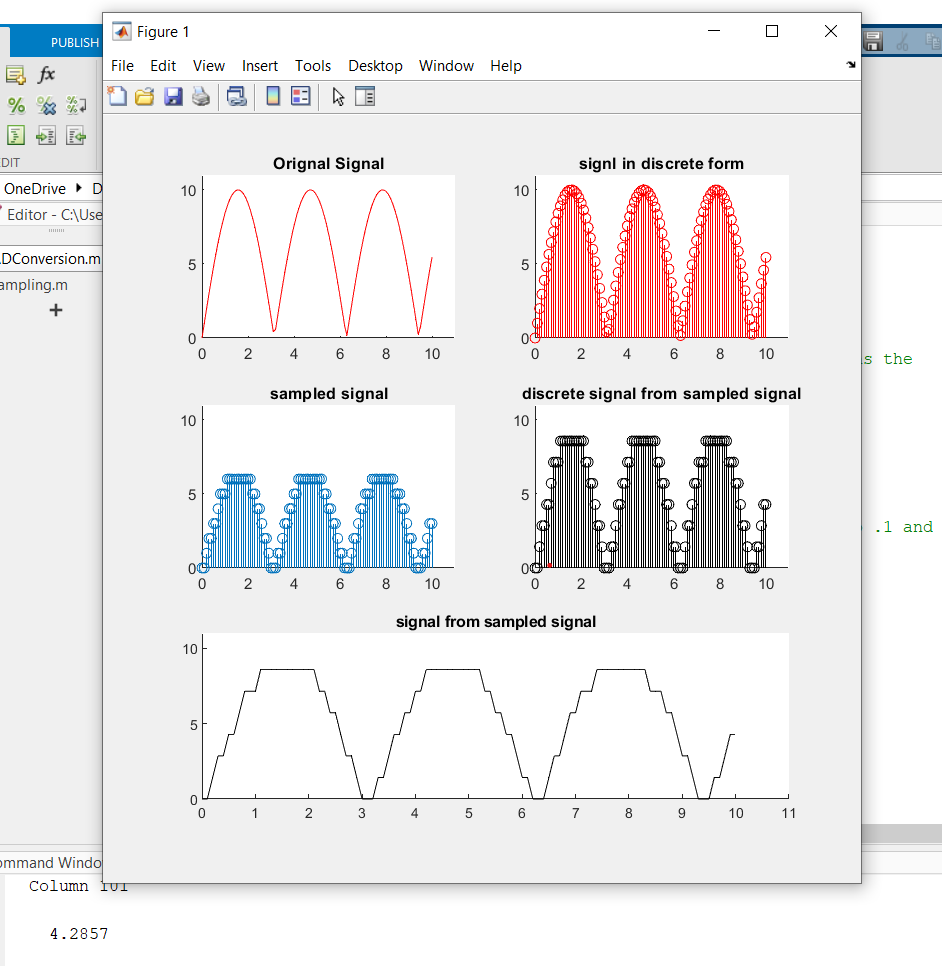 PUBLISH
Figure 1
File Edit View Insert Tools Desktop Window Help
fx
OneDrive D
Editor - C:\Use
ADConversion.m
ampling.m
Orignal Signal
10
5
0
0 2 4 6 8 10
signl in discrete form
10
5
0
0 2 4 6 8 10
s the
sampled signal
10
5
0
0 2 4 6 8 10
discrete signal from sampled signal
10
5
0
0 2 4 6 8 10
.1 and
signal from sampled signal
10
5
0
0 1 2 3 4 5 6 7 8 9 10 11
ommand Windo
Column 101
4.2857